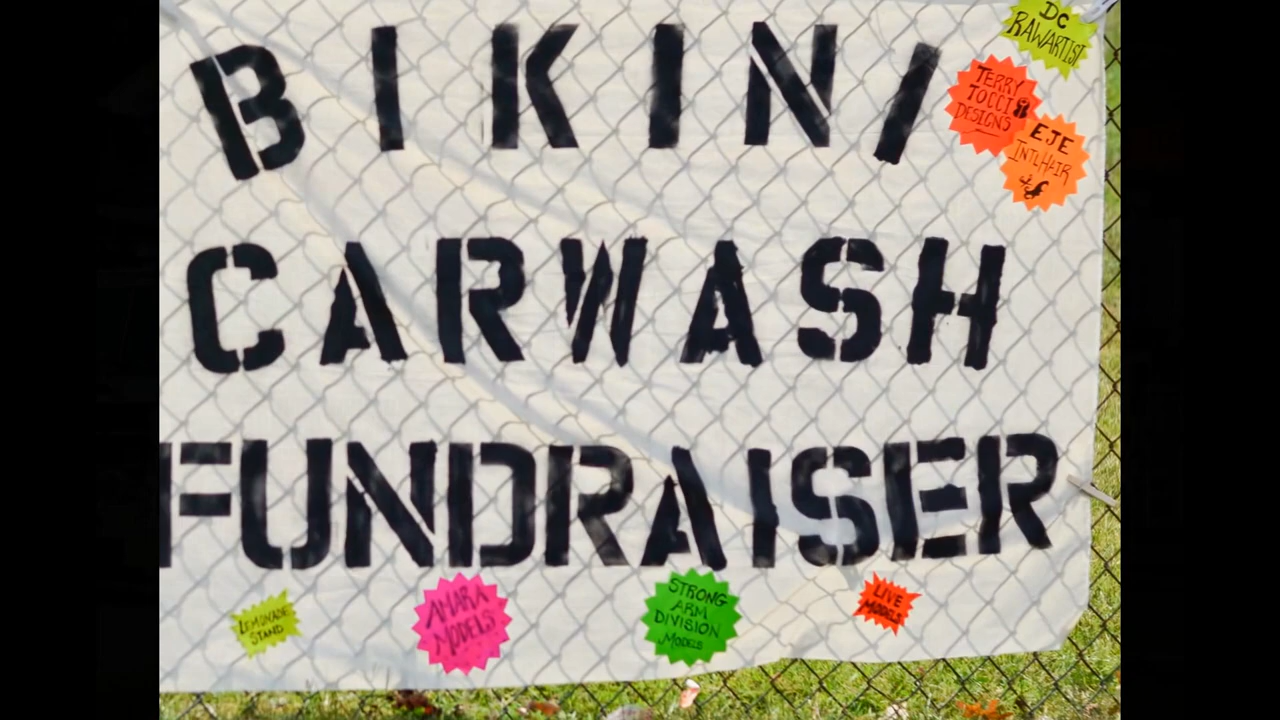 BIKINI
CARWASH
FUNDRAISER
DC
RAWARTIST
TERRY
TOCCI
DESIGNS
EJE
INTLHAIR
LEMONADE
STAND
AMARA
MODELS
STRONG
ARM
DIVISION
MODELS
LIVE
MODELS